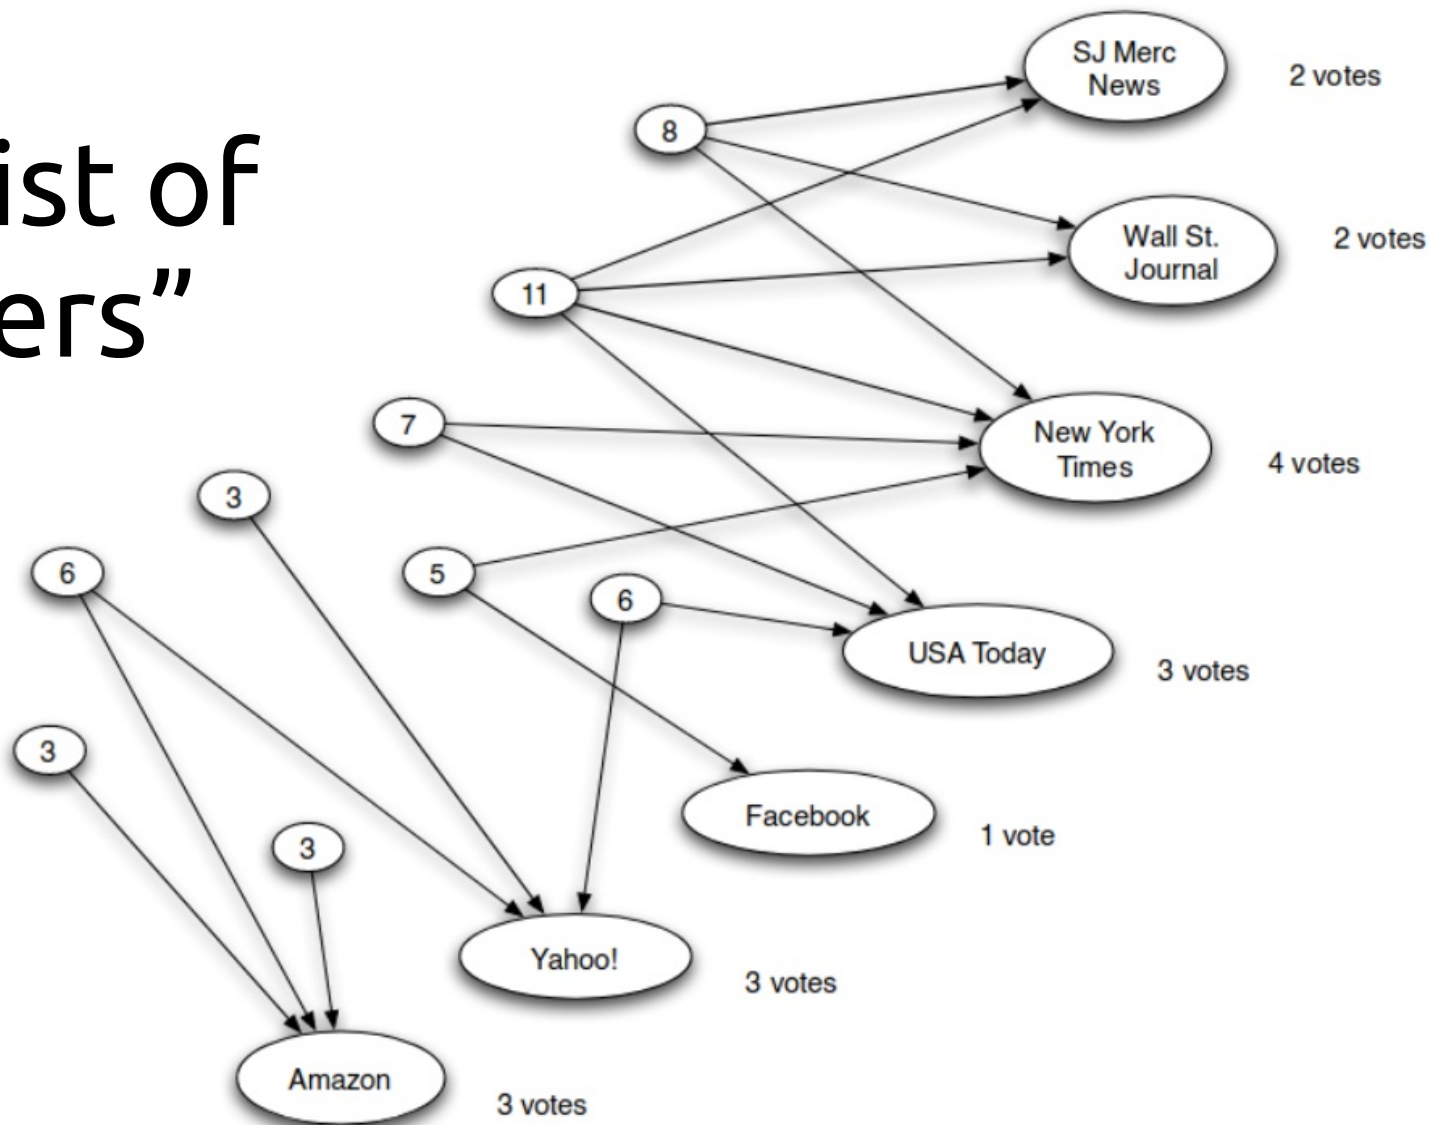 ist of
ers”
SJ Merc
News
2 votes
8
Wall St.
Journal
2 votes
11
7
New York
Times
4 votes
3
6
5
6
USA Today
3 votes
3
Facebook
1 vote
3
Yahoo!
3 votes
Amazon
3 votes